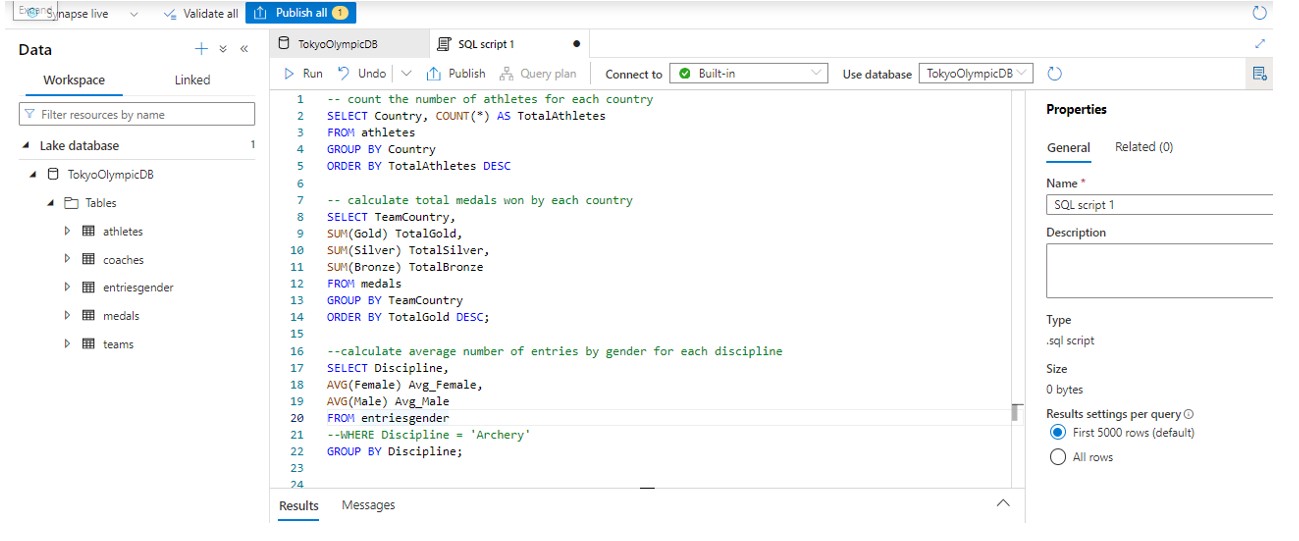 Expend
Synapse live
Validate all
Publish all 1
Data
Workspace
Linked
Filter resources by name
Lake database 1
TokyoOlympicDB
Tables
athletes
coaches
entriesgender
medals
teams
TokyoOlympicDB
SQL script 1
Run
Undo
Publish
Query plan
Connect to
Built-in
Use database
TokyoOlympicDB
1 -- count the number of athletes for each country
2 SELECT Country, COUNT(*) AS TotalAthletes
3 FROM athletes
4 GROUP BY Country
5 ORDER BY TotalAthletes DESC
6
7 -- calculate total medals won by each country
8 SELECT TeamCountry,
9 SUM(Gold) TotalGold,
10 SUM(Silver) TotalSilver,
11 SUM(Bronze) TotalBronze
12 FROM medals
13 GROUP BY TeamCountry
14 ORDER BY TotalGold DESC;
15
16 --calculate average number of entries by gender for each discipline
17 SELECT Discipline,
18 AVG(Female) Avg_Female,
19 AVG(Male) Avg_Male
20 FROM entriesgender
21 --WHERE Discipline = 'Archery'
22 GROUP BY Discipline;
23
24
Results
Messages
Properties
General
Related (0)
Name *
SQL script 1
Description
Type
.sql script
Size
0 bytes
Results settings per query
First 5000 rows (default)
All rows